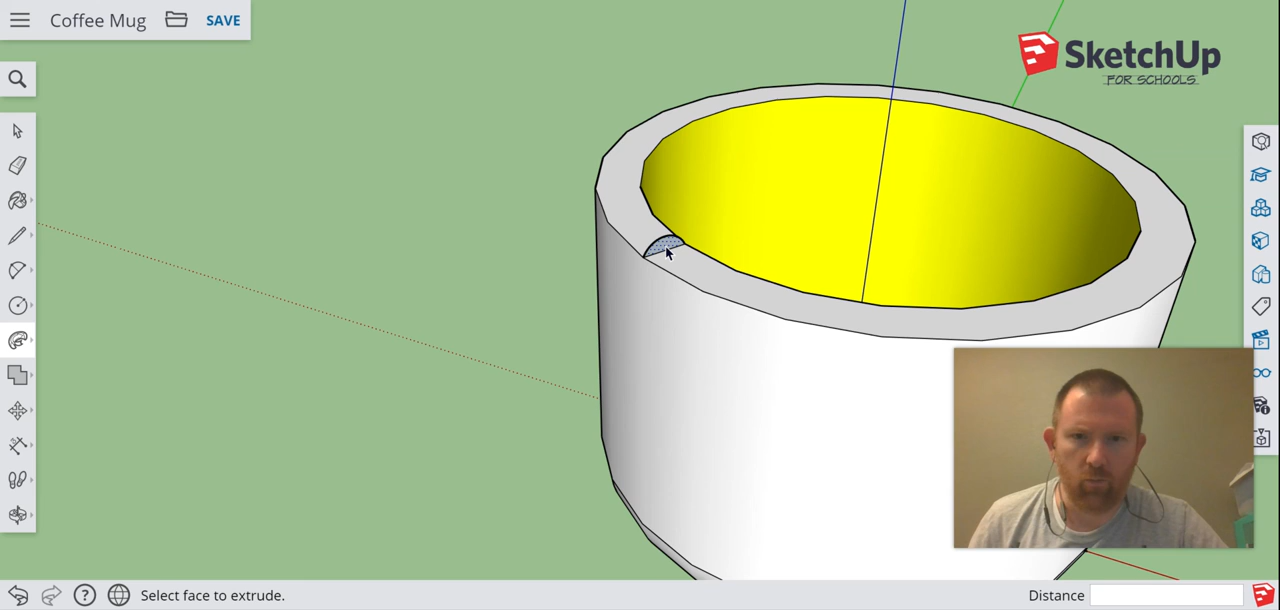 Coffee Mug SAVE
SketchUp
FOR SCHOOLS
Select face to extrude.
Distance